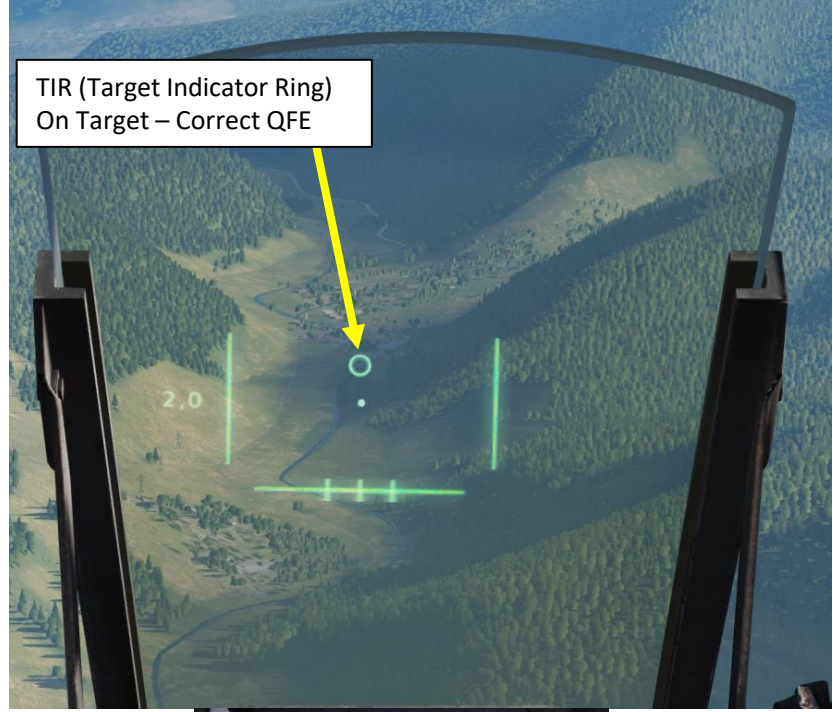 TIR (Target Indicator Ring)
On Target – Correct QFE
2,0